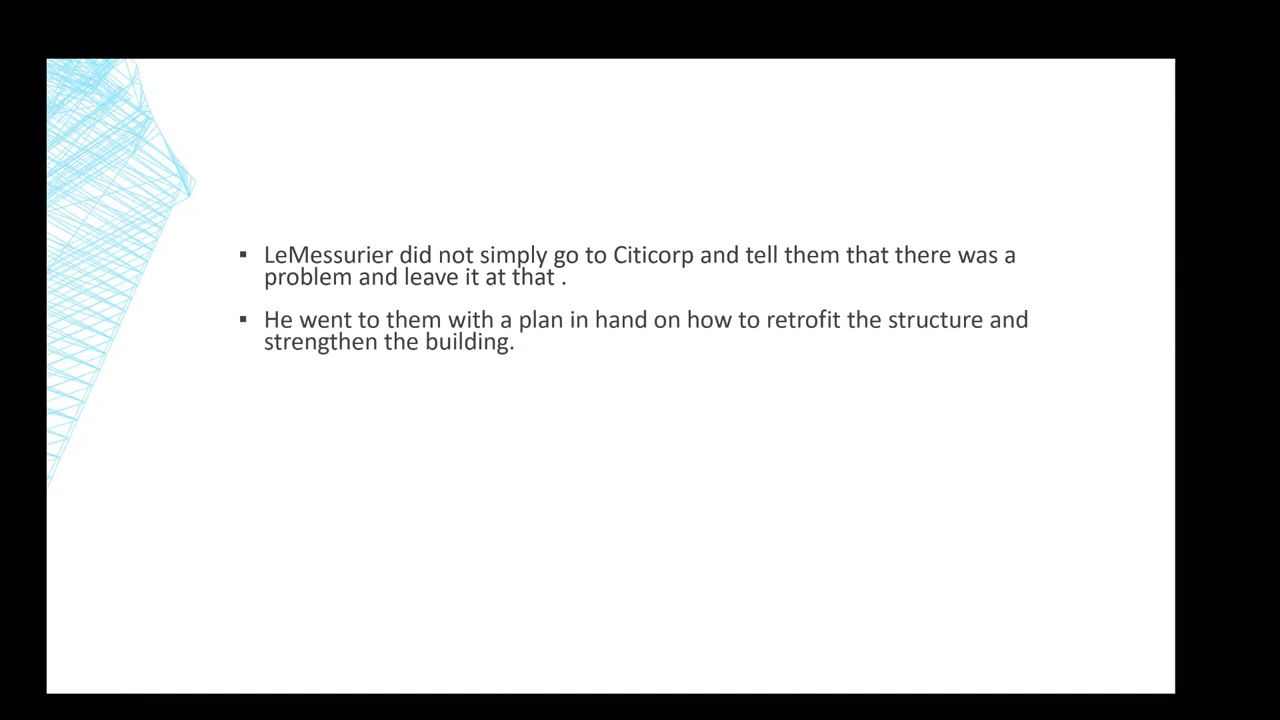 ▪ LeMessurier did not simply go to Citicorp and tell them that there was a
problem and leave it at that .
▪ He went to them with a plan in hand on how to retrofit the structure and
strengthen the building.